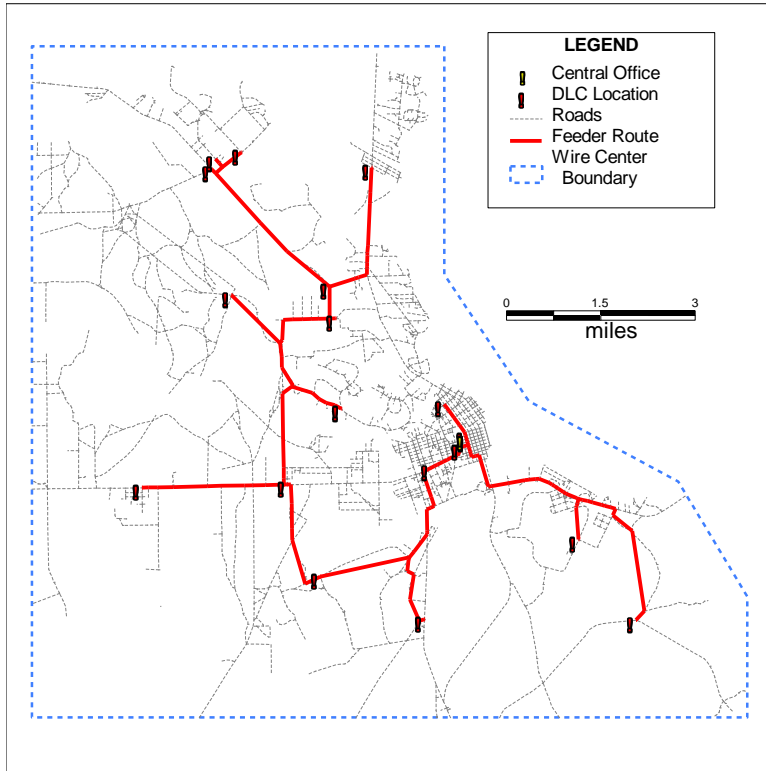 LEGEND
Central Office
DLC Location
Roads
Feeder Route
Wire Center
Boundary
0 1.5 3
miles